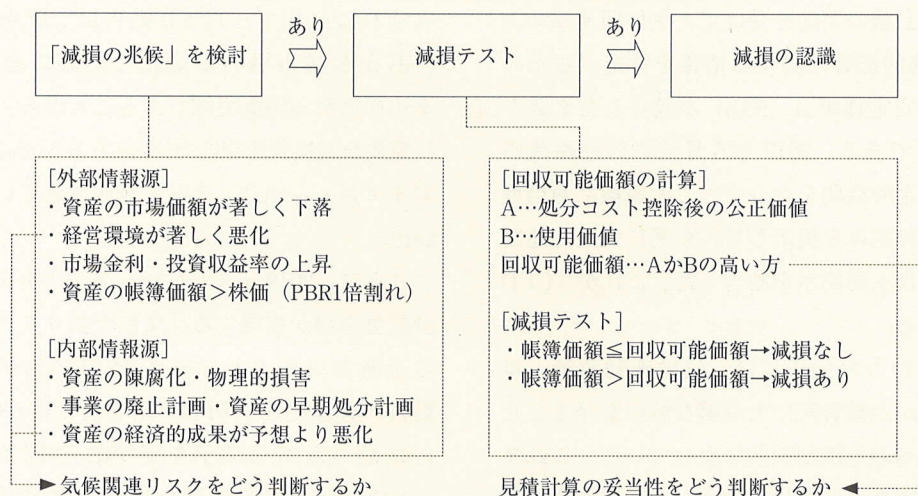 「減損の兆候」を検討
あり
減損テスト
あり
減損の認識
［外部情報源］
・資産の市場価額が著しく下落
・経営環境が著しく悪化
・市場金利・投資収益率の上昇
・資産の帳簿価額＞株価（PBR1倍割れ）
［内部情報源］
・資産の陳腐化・物理的損害
・事業の廃止計画・資産の早期処分計画
・資産の経済的成果が予想より悪化
気候関連リスクをどう判断するか
［回収可能価額の計算］
A…処分コスト控除後の公正価値
B…使用価値
回収可能価額…AかBの高い方
［減損テスト］
・帳簿価額≦回収可能価額→減損なし
・帳簿価額＞回収可能価額→減損あり
見積計算の妥当性をどう判断するか